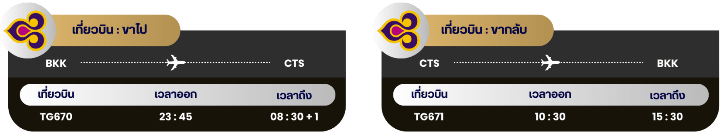 เที่ยวบิน : ขาไป
BKK CTS
เที่ยวบิน เวลาออก เวลาถึง
TG670 23 : 45 08 : 30 + 1
เที่ยวบิน : ขากลับ
CTS BKK
เที่ยวบิน เวลาออก เวลาถึง
TG671 10 : 30 15 : 30